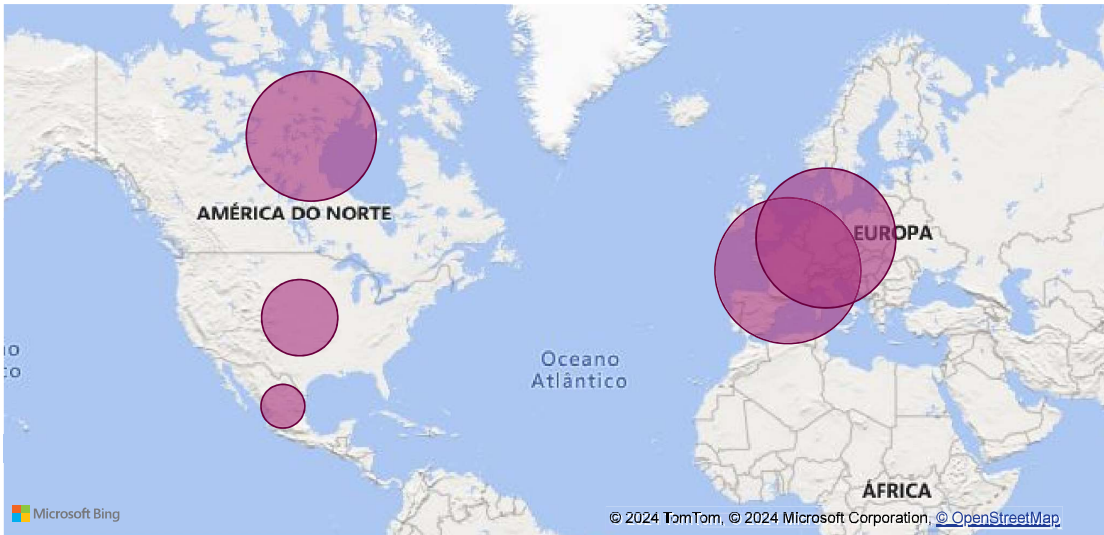 AMÉRICA DO NORTE
EUROPA
Oceano
Atlântico
ÁFRICA
Microsoft Bing
© 2024 TomTom, © 2024 Microsoft Corporation, © OpenStreetMap